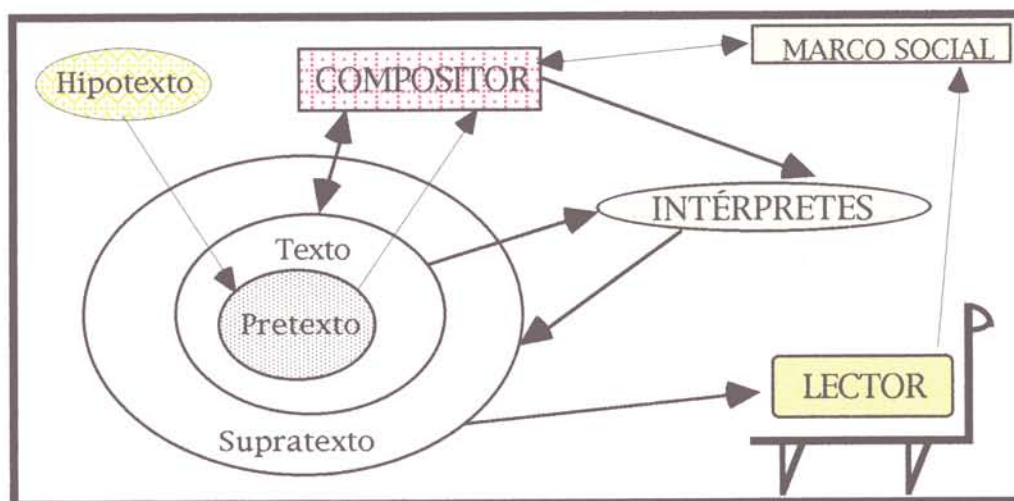 MARCO SOCIAL
Hipotexto
COMPOSITOR
INTÉRPRETES
Texto
Pretexto
LECTOR
Supratexto